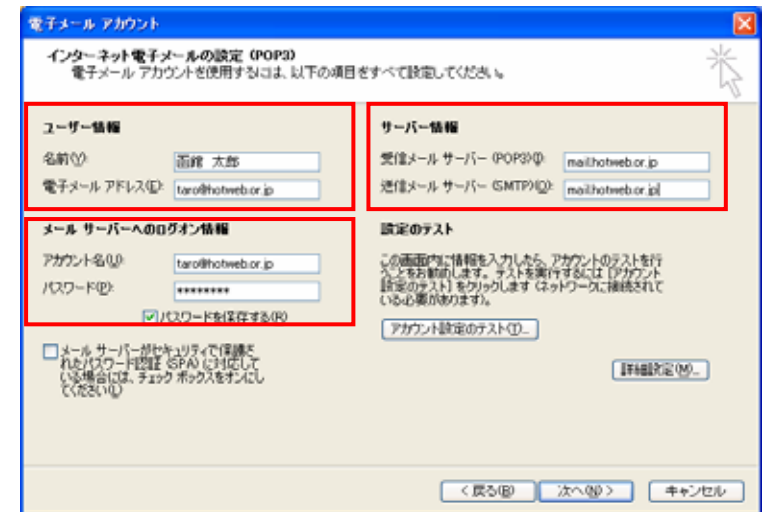 電子メール アカウント
インターネット電子メールの設定 (POP3)
電子メール アカウントを使用するには、以下の項目をすべて設定してください。
ユーザー情報
名前(Y):
函館 太郎
電子メール アドレス(E):
taro@hotweb.or.jp
サーバー情報
受信メール サーバー (POP3)(I):
mail.hotweb.or.jp
送信メール サーバー (SMTP)(O):
mail.hotweb.or.jp
メール サーバーへのログオン情報
アカウント名(U):
taro@hotweb.or.jp
パスワード(P):
********
パスワードを保存する(R)
メール サーバーがセキュリティで保護さ
れたパスワード認証 (SPA) に対応して
いる場合には、チェック ボックスをオンにし
てください(L)
設定のテスト
この画面内に情報を入力したら、アカウントのテストを行
うことをお勧めします。テストを実行するには [アカウント
設定のテスト] をクリックします (ネットワークに接続されて
いる必要があります)。
アカウント設定のテスト(T)...
詳細設定(M)...
< 戻る(B)
次へ(N) >
キャンセル